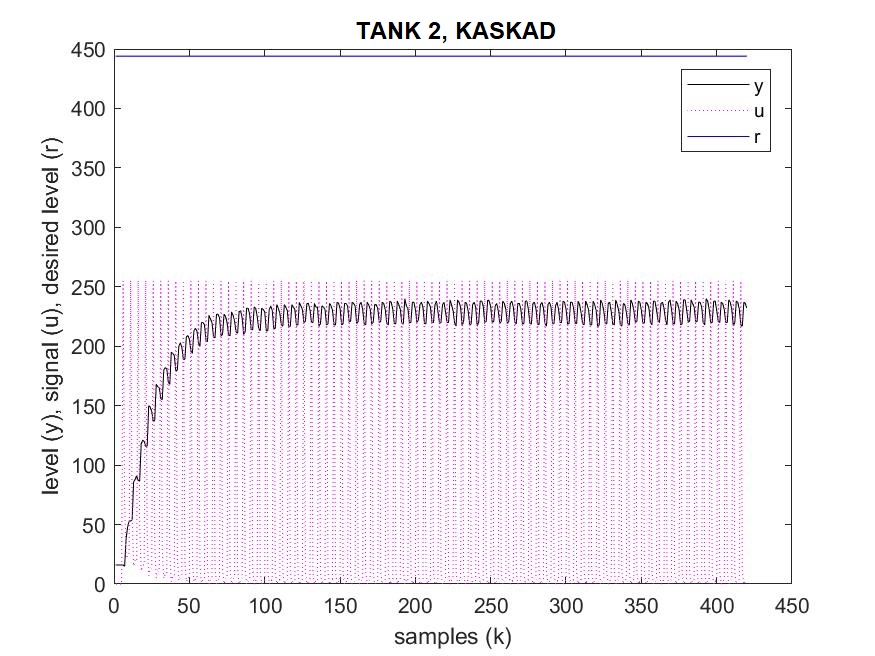 TANK 2, KASKAD
level (y), signal (u), desired level (r)
450
400
350
300
250
200
150
100
50
0
y
u
r
0 50 100 150 200 250 300 350 400 450
samples (k)